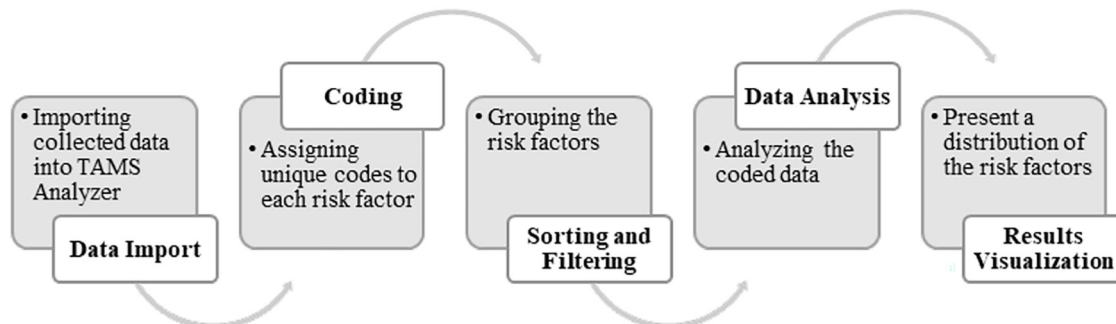 • Importing
collected data
into TAMS
Analyzer
Data Import
Coding
• Assigning
unique codes to
each risk factor
• Grouping the
risk factors
Sorting and
Filtering
Data Analysis
• Analyzing the
coded data
• Present a
distribution of
the risk factors
Results
Visualization